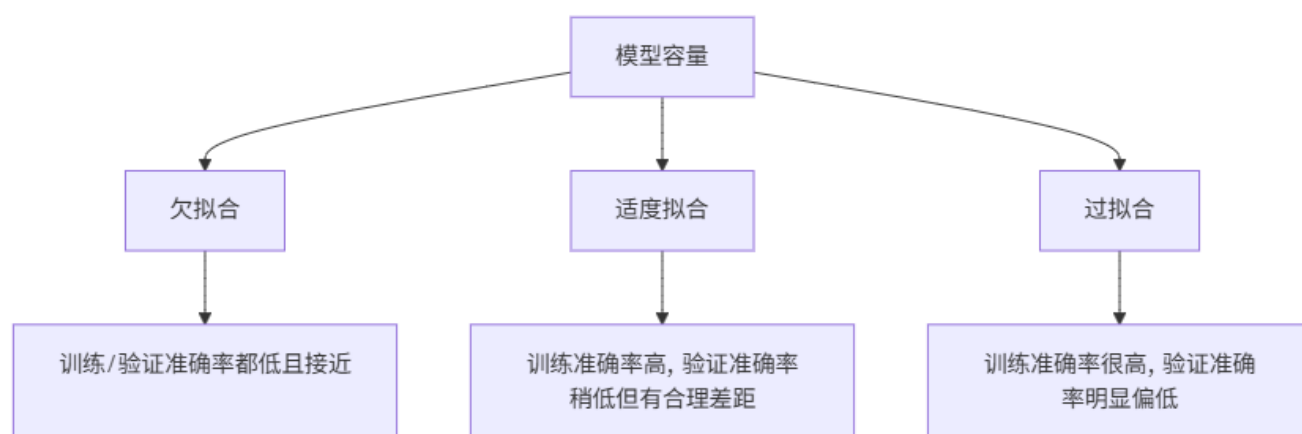 模型容量
欠拟合
适度拟合
过拟合
训练/验证准确率都低且接近
训练准确率高, 验证准确率
稍低但有合理差距
训练准确率很高, 验证准确
率明显偏低